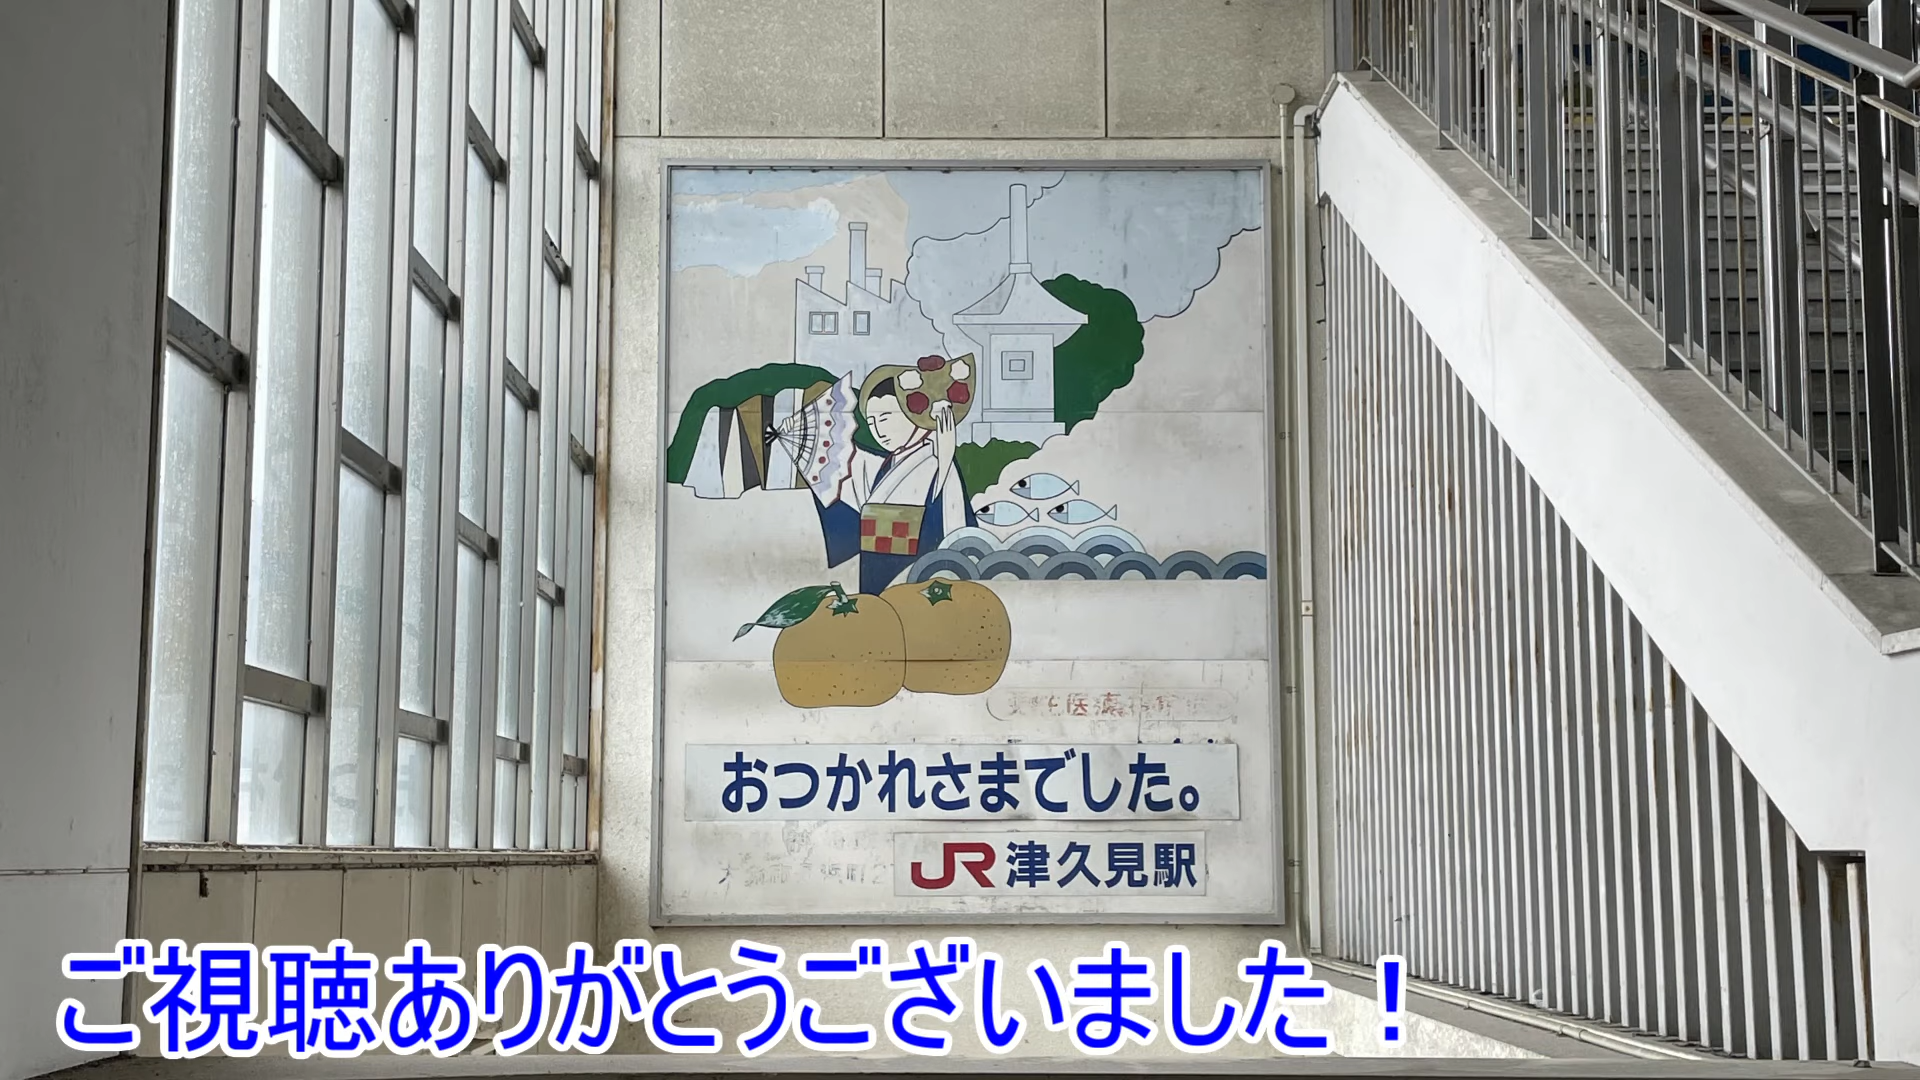 おつかれさまでした。
JR津久見駅
ご視聴ありがとうございました！